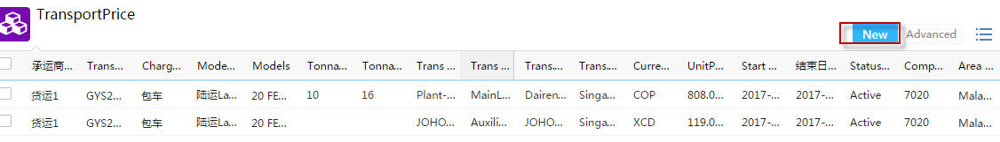 TransportPrice
New Advanced
承运商... Trans... Charg... Mode... Models Tonna... Tonna... Trans ... Trans ... Trans.... Trans.... Curre... UnitP... Start ... 结束日... Status... Comp... Area ...
货运1 GYS2... 包车 陆运La... 20 FE... 10 16 Plant-... MainL... Dairen... Singa... COP 808.0... 2017-... 2017-... Active 7020 Mala...
货运1 GYS2... 包车 陆运La... 20 FE... JOHO... Auxili... JOHO... Singa... XCD 119.0... 2017-... 2017-... Active 7020 Mala...